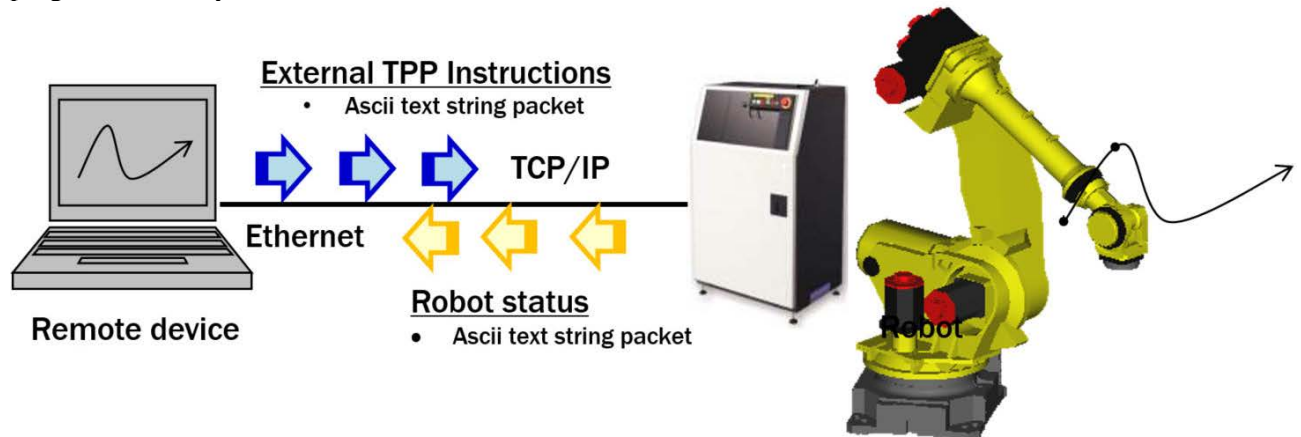 External TPP Instructions
• Ascii text string packet
TCP/IP
Ethernet
Robot status
• Ascii text string packet
Remote device
Robot